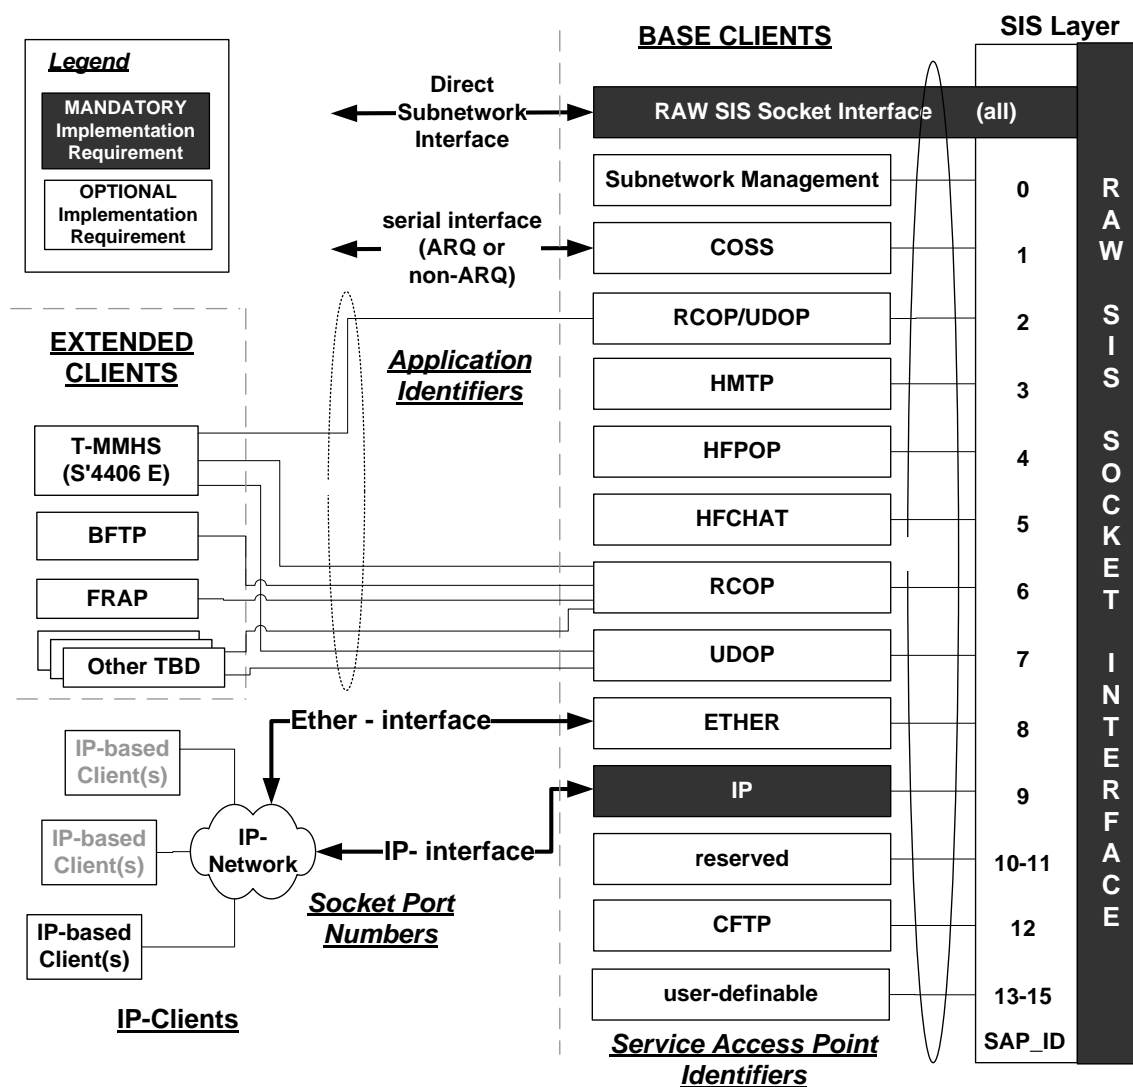 SIS Layer
BASE CLIENTS
Legend
MANDATORY
Implementation
Requirement
OPTIONAL
Implementation
Requirement
Direct
Subnetwork
Interface
RAW SIS Socket Interface (all)
Subnetwork Management
0
serial interface
(ARQ or
non-ARQ)
COSS
1
RCOP/UDOP
2
EXTENDED
CLIENTS
Application
Identifiers
HMTP
3
T-MMHS
(S'4406 E)
HFPOP
4
BFTP
HFCHAT
5
FRAP
RCOP
6
Other TBD
UDOP
7
Ether - interface
ETHER
8
IP-based
Client(s)
IP
9
IP-based
Client(s)
IP-
Network
IP- interface
reserved
10-11
Socket Port
Numbers
IP-based
Client(s)
CFTP
12
user-definable
13-15
IP-Clients
Service Access Point
Identifiers
SAP_ID
RAW SIS SOCKET INTERFACE